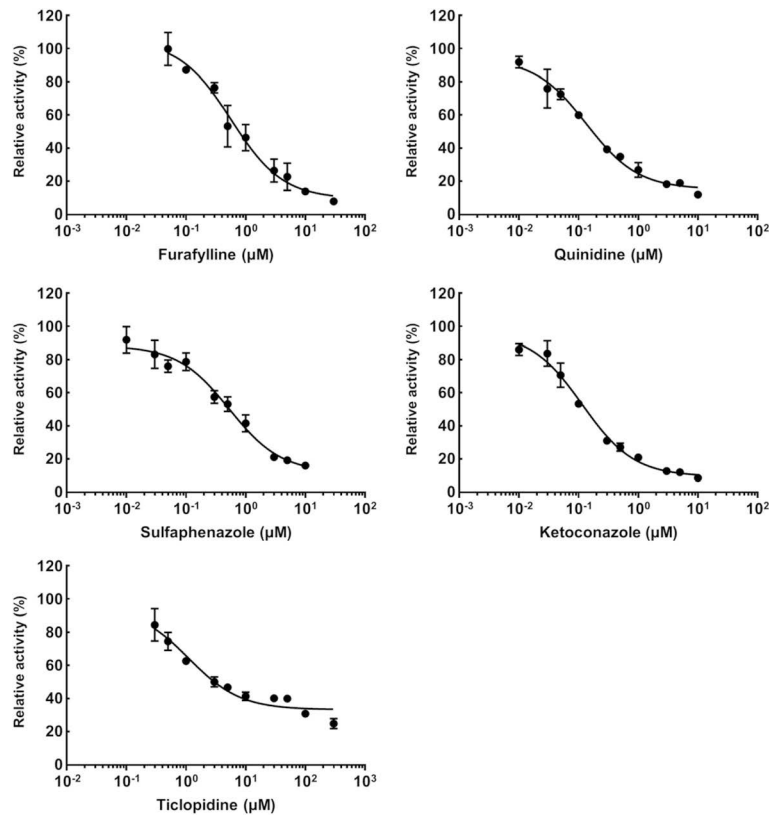 Relative activity (%)
120
100
80
60
40
20
0
10-3 10-2 10-1 100 101 102
Furafylline (µM)
Relative activity (%)
120
100
80
60
40
20
0
10-3 10-2 10-1 100 101 102
Quinidine (µM)
Relative activity (%)
120
100
80
60
40
20
0
10-3 10-2 10-1 100 101 102
Sulfaphenazole (µM)
Relative activity (%)
120
100
80
60
40
20
0
10-3 10-2 10-1 100 101 102
Ketoconazole (µM)
Relative activity (%)
120
100
80
60
40
20
0
10-2 10-1 100 101 102 103
Ticlopidine (µM)